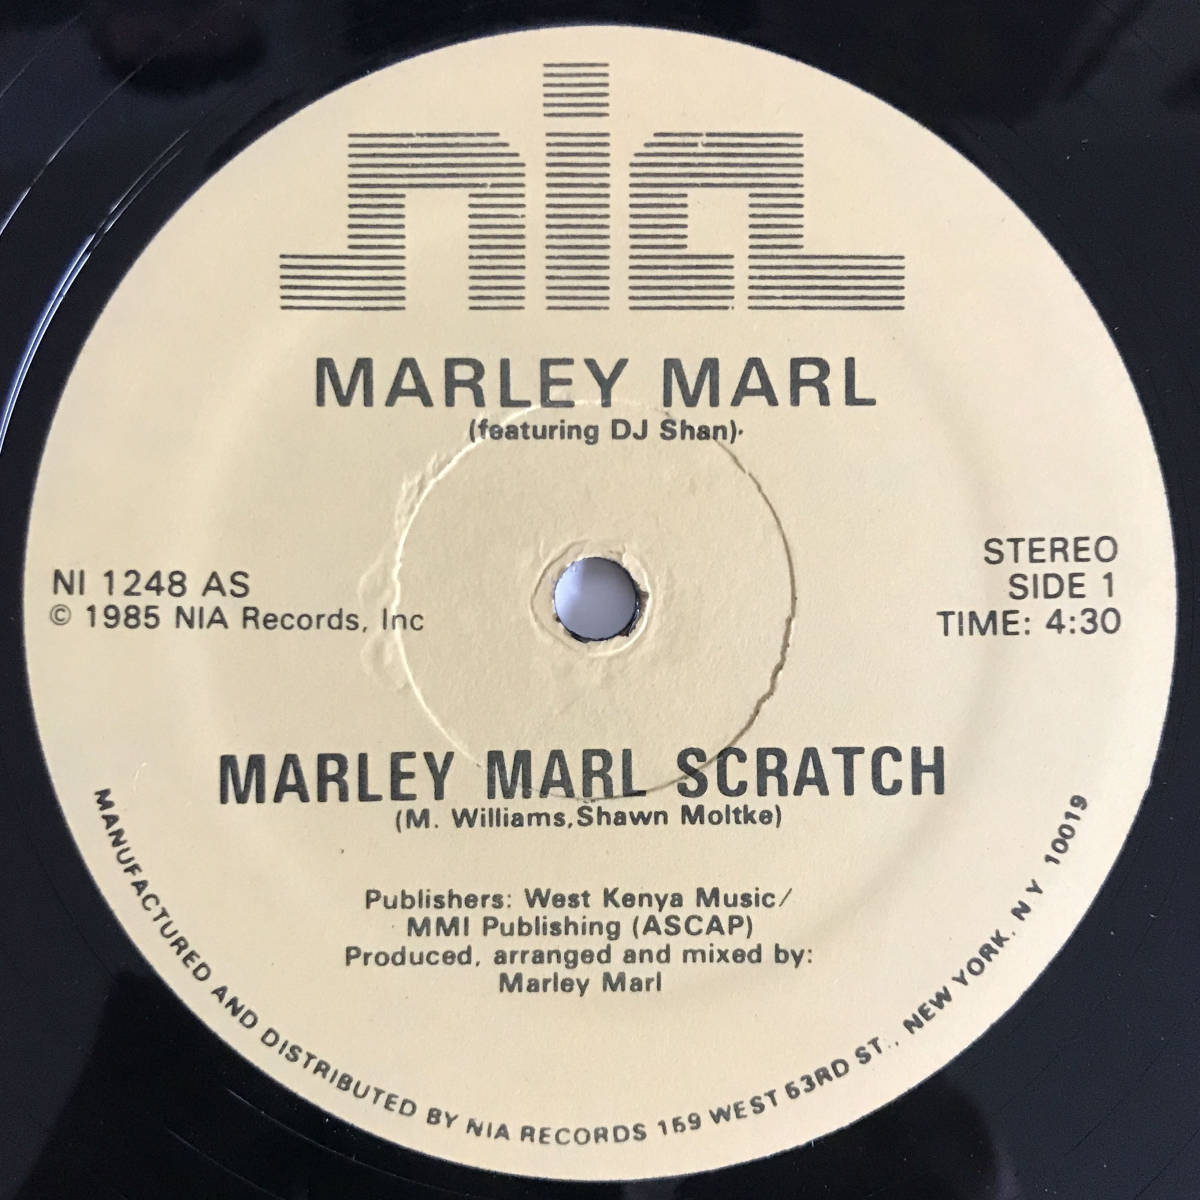 nia
MARLEY MARL
(featuring DJ Shan)
NI 1248 AS
© 1985 NIA Records, Inc
STEREO
SIDE 1
TIME: 4:30
MARLEY MARL SCRATCH
(M. Williams, Shawn Moltke)
Publishers: West Kenya Music/
MMI Publishing (ASCAP)
Produced, arranged and mixed by:
Marley Marl
MANUFACTURED AND DISTRIBUTED BY NIA RECORDS WEST 53RD ST., NEW YORK, N Y 10019